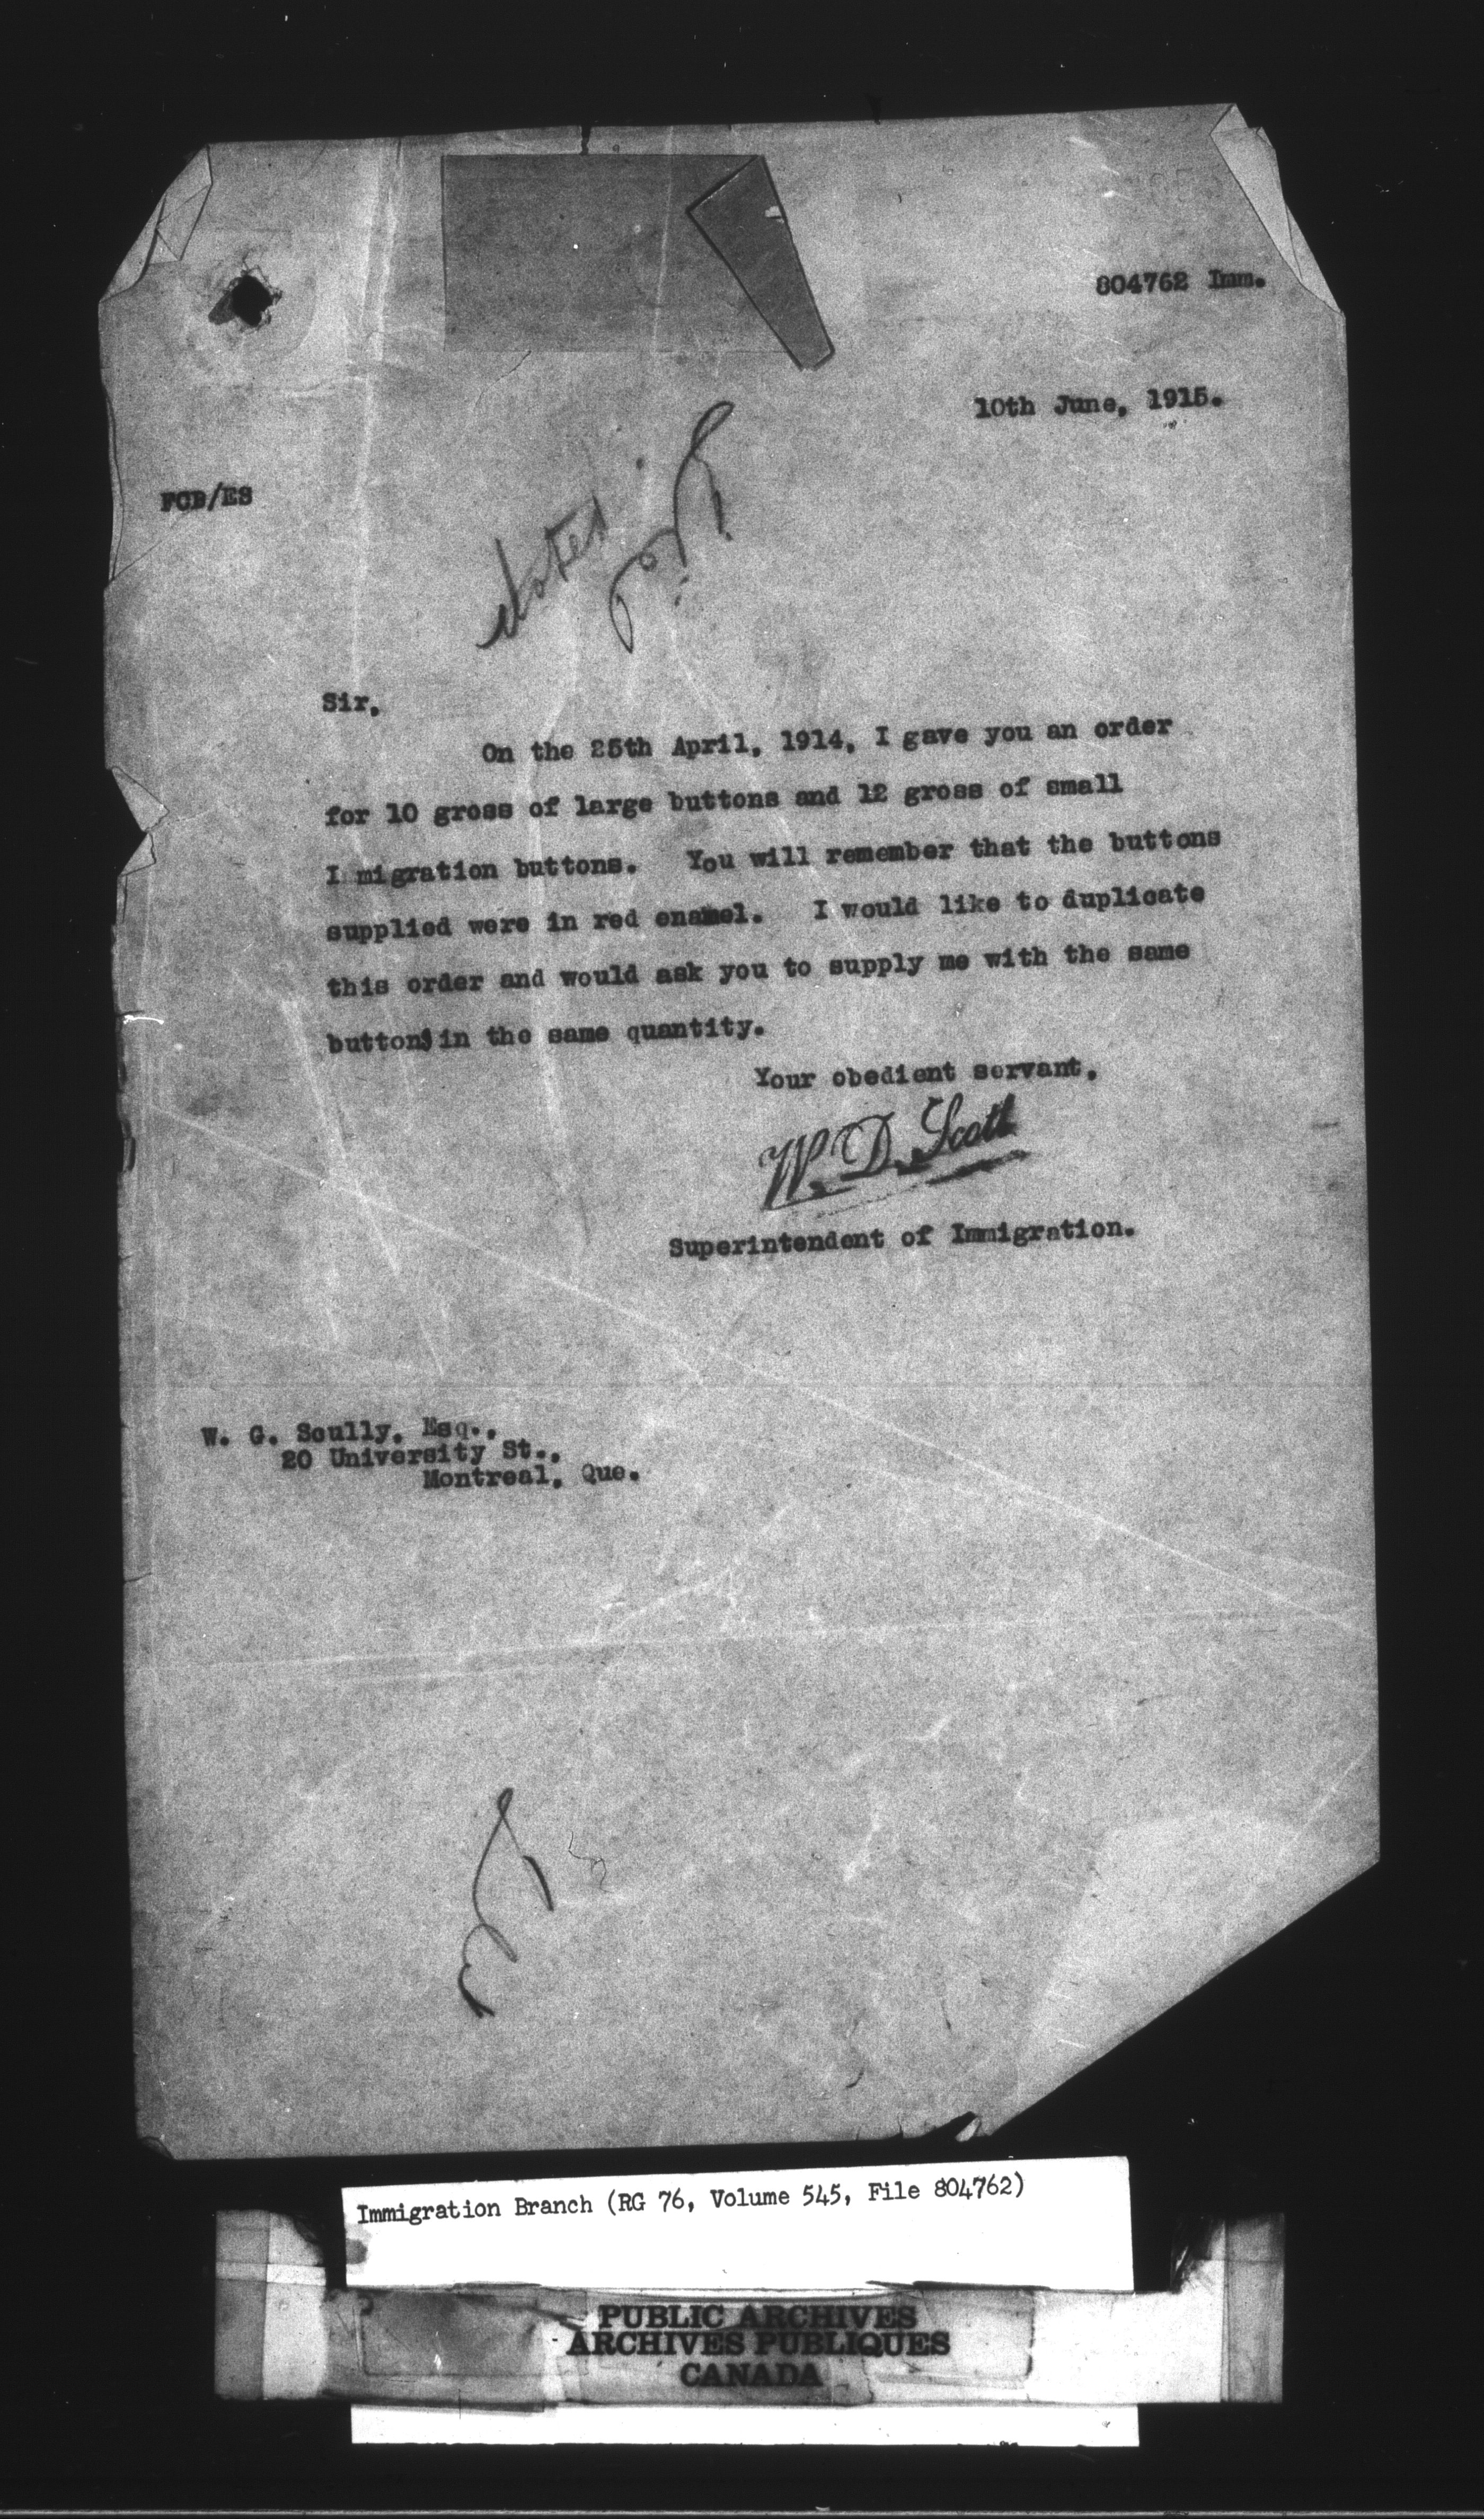 804762 Imm.
10th June, 1915.
FCB/ES
Noted
Sir,
On the 25th April, 1914, I gave you an order
for 10 gross of large buttons and 12 gross of small
I migration buttons. You will remember that the buttons
supplied were in red enamel. I would like to duplicate
this order and would ask you to supply me with the same
buttons in the same quantity.
Your obedient servant,
W. D. Scott
Superintendent of Immigration.
W. G. Scully, Esq.,
20 University St.,
Montreal, Que.
Immigration Branch (RG 76, Volume 545, File 804762)
PUBLIC ARCHIVES
ARCHIVES PUBLIQUES
CANADA